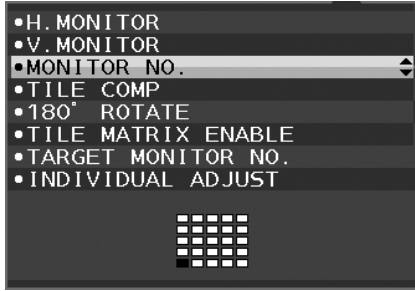 •H.MONITOR
•V.MONITOR
•MONITOR NO.
•TILE COMP
•180° ROTATE
•TILE MATRIX ENABLE
•TARGET MONITOR NO.
•INDIVIDUAL ADJUST